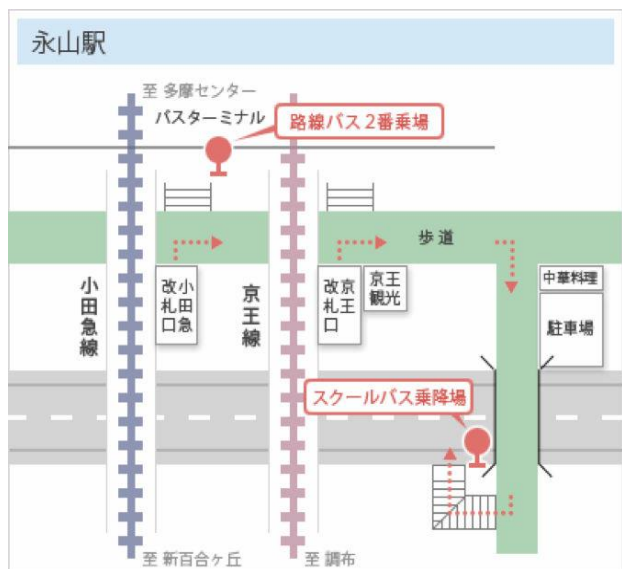 永山駅
至 多摩センター
バスターミナル
路線バス2番乗場
歩道
小田急線
小田急
改札口
京王線
京王
改札口
京王
観光
中華料理
駐車場
スクールバス乗降場
至 新百合ヶ丘
至 調布